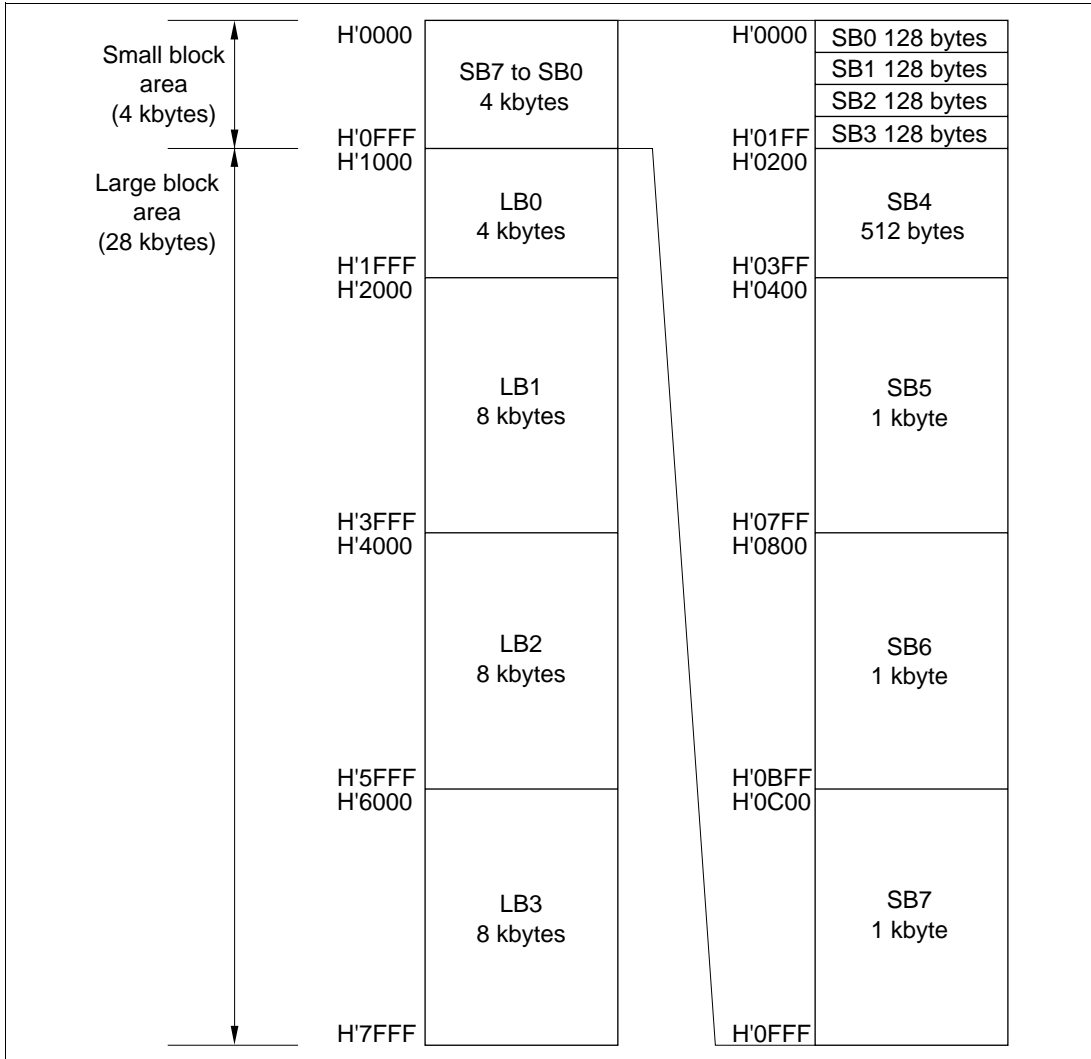 Small block
area
(4 kbytes)
Large block
area
(28 kbytes)
H'0000
SB7 to SB0
4 kbytes
H'0FFF
H'1000
LB0
4 kbytes
H'1FFF
H'2000
LB1
8 kbytes
H'3FFF
H'4000
LB2
8 kbytes
H'5FFF
H'6000
LB3
8 kbytes
H'7FFF
H'0000
SB0 128 bytes
SB1 128 bytes
SB2 128 bytes
SB3 128 bytes
H'01FF
H'0200
SB4
512 bytes
H'03FF
H'0400
SB5
1 kbyte
H'07FF
H'0800
SB6
1 kbyte
H'0BFF
H'0C00
SB7
1 kbyte
H'0FFF